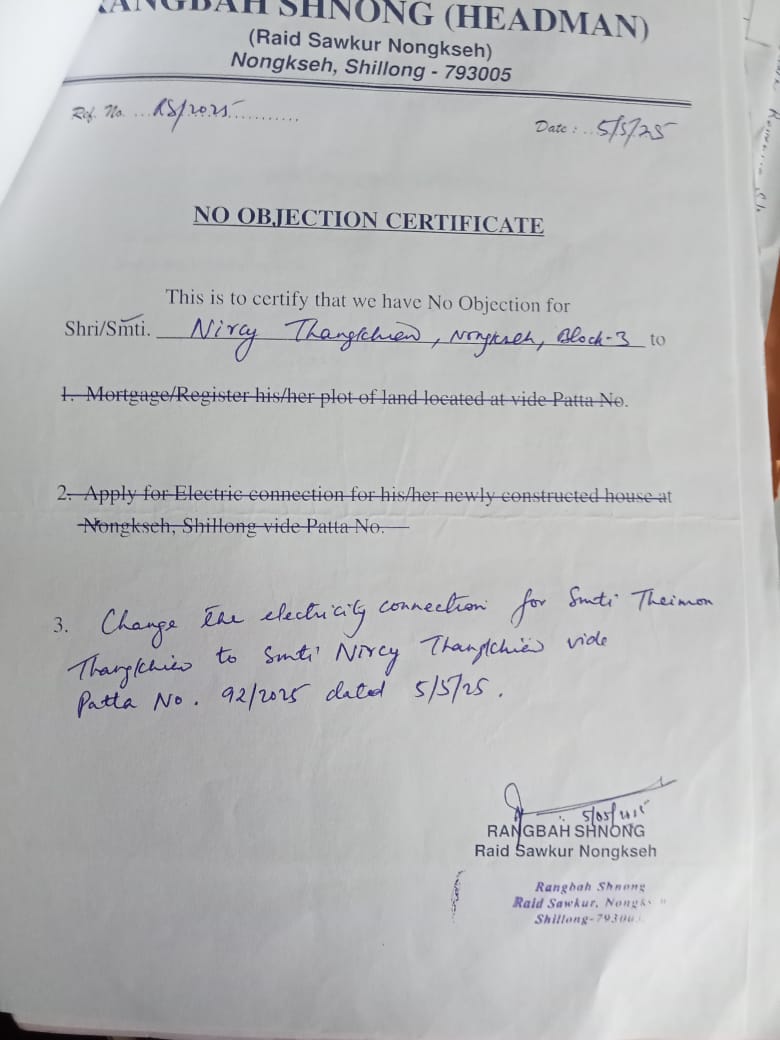 RANGBAH SHNONG (HEADMAN)
(Raid Sawkur Nongkseh)
Nongkseh, Shillong - 793005
Ref. No. ...RS/2025............
Date : ..5/5/25
NO OBJECTION CERTIFICATE
This is to certify that we have No Objection for
Shri/Smti. Nircy Thangkhiew, Nongkseh, Block-3 to
1. Mortgage/Register his/her plot of land located at vide Patta No.
2. Apply for Electric connection for his/her newly constructed house at
Nongkseh, Shillong vide Patta No.
3. Change the electricity connection for Smti Theimon
Thangkhiew to Smti Nircy Thangkhiew vide
Patta No. 92/2025 dated 5/5/25.
5/05/2025
RANGBAH SHNONG
Raid Sawkur Nongkseh
Rangbah Shnong
Raid Sawkur, Nongks
Shillong-79300